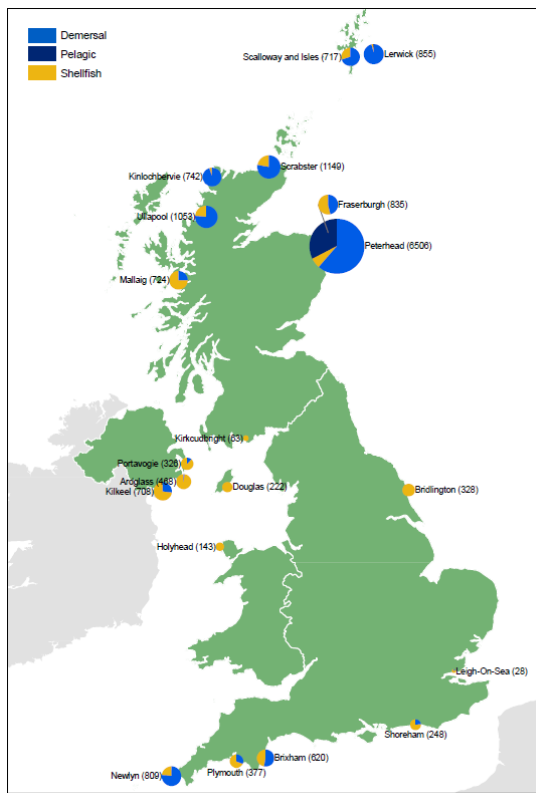 Demersal
Pelagic
Shellfish
Scalloway and Isles (717)
Lerwick (855)
Scrabster (1149)
Kinlochbervie (742)
Fraserburgh (835)
Ullapool (1053)
Peterhead (6506)
Mallaig (724)
Kirkcudbright (63)
Portavogie (326)
Ardglass (468)
Kilkeel (708)
Douglas (222)
Bridlington (328)
Holyhead (143)
Leigh-On-Sea (28)
Shoreham (248)
Brixham (620)
Plymouth (377)
Newlyn (809)